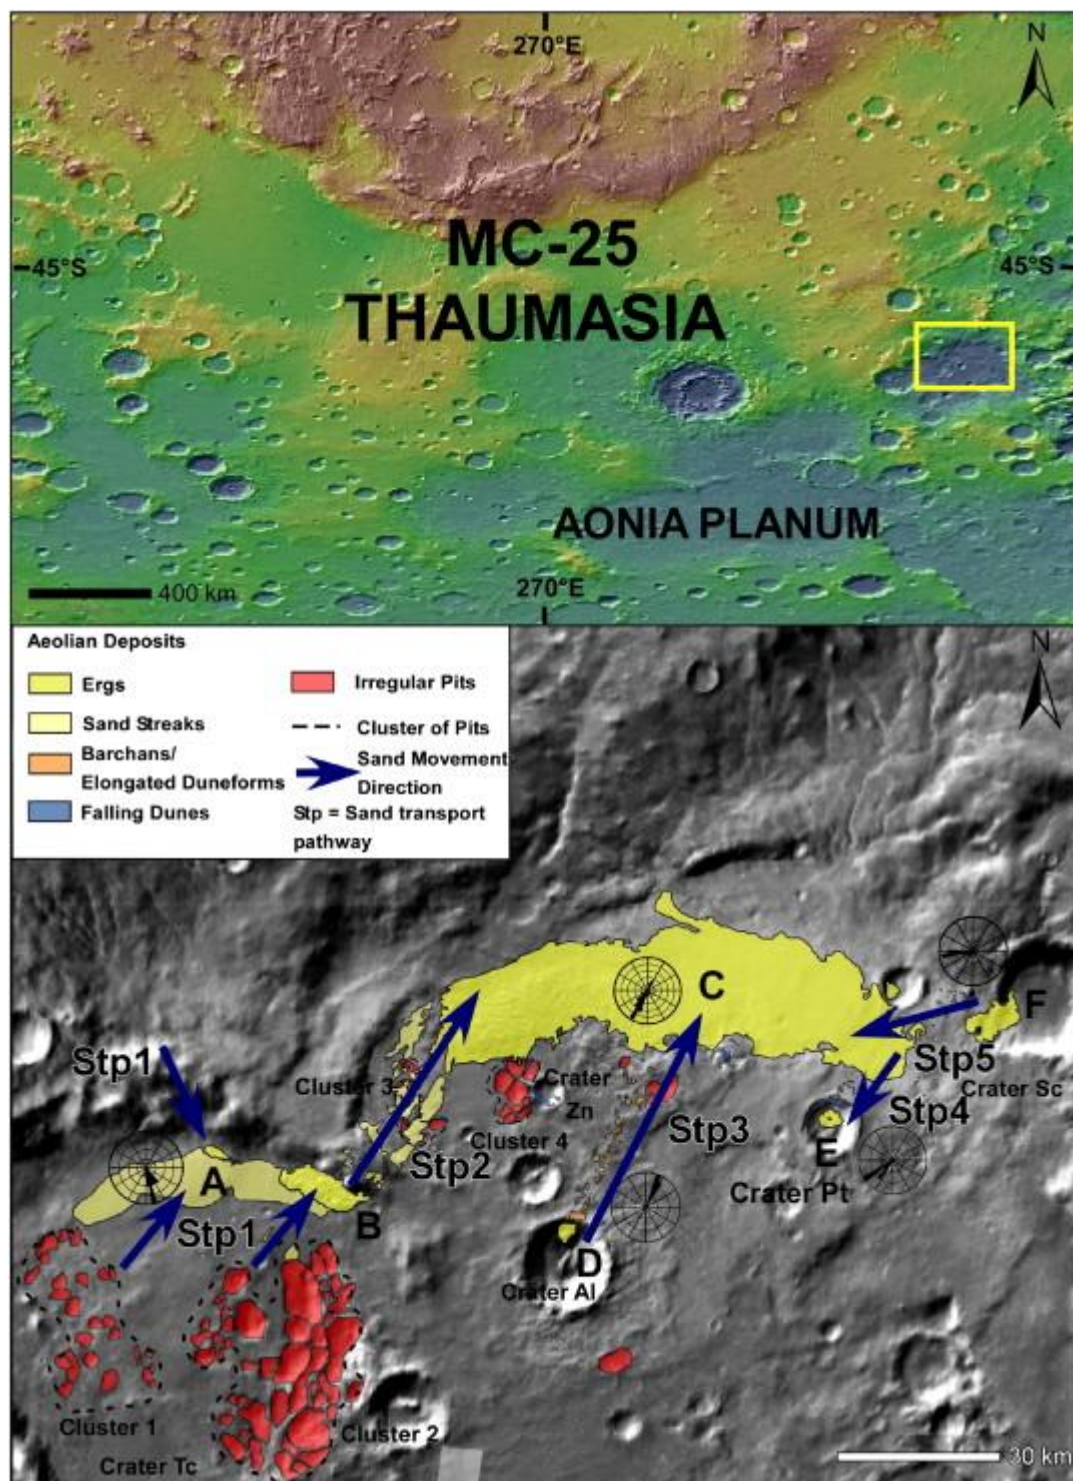 270°E
N
MC-25
THAUMASIA
45°S
45°S
AONIA PLANUM
400 km
270°E
N
Aeolian Deposits
Ergs
Sand Streaks
Barchans/
Elongated Duneforms
Falling Dunes
Irregular Pits
Cluster of Pits
Sand Movement
Direction
Stp = Sand transport
pathway
C
F
Stp1
Cluster 3
Crater
Zn
Stp5
Crater Sc
Stp4
Cluster 4
Stp3
Stp2
E
A
Crater Pt
Stp1
B
D
Crater Al
Cluster 1
Cluster 2
Crater Tc
30 km